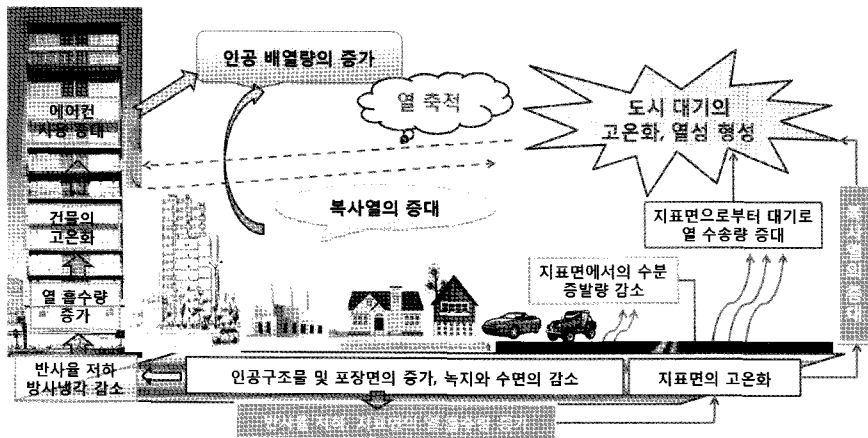 인공 배열량의 증가
에어컨
사용 증대
열 축적
도시 대기의
고온화, 열섬 형성
복사열의 증대
건물의
고온화
지표면으로부터 대기로
열 수송량 증대
지표면에서의 수분
증발량 감소
열 흡수량
증가
반사율 저하
방사냉각 감소
인공구조물 및 포장면의 증가, 녹지와 수면의 감소
지표면의 고온화